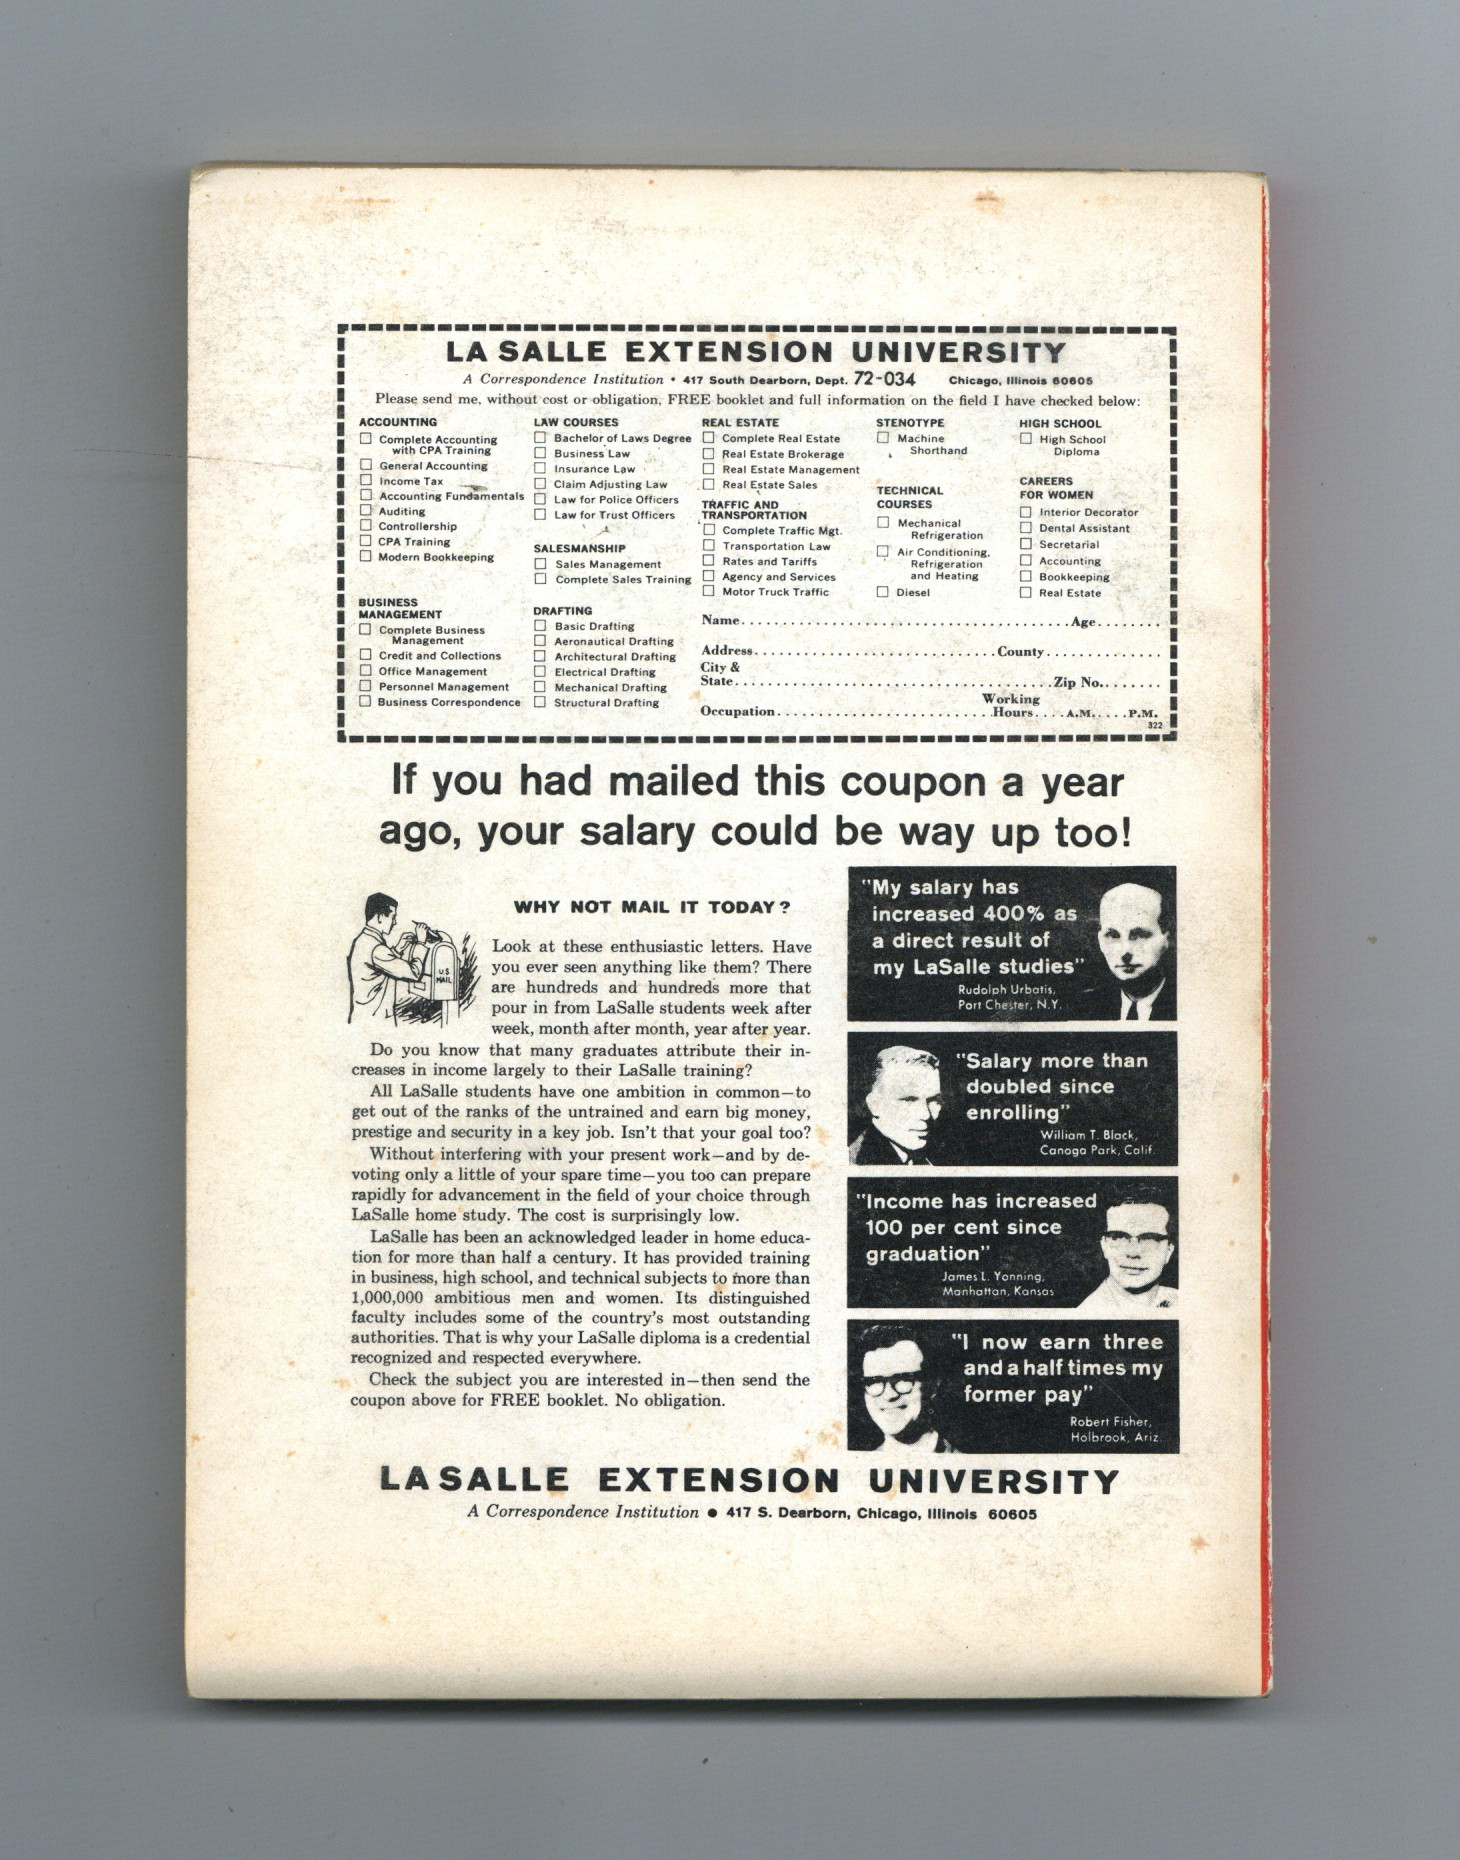 LA SALLE EXTENSION UNIVERSITY
A Correspondence Institution • 417 South Dearborn, Dept. 72-034 Chicago, Illinois 60605
Please send me, without cost or obligation, FREE booklet and full information on the field I have checked below:
ACCOUNTING
Complete Accounting
with CPA Training
General Accounting
Income Tax
Accounting Fundamentals
Auditing
Controllership
CPA Training
Modern Bookkeeping
BUSINESS
MANAGEMENT
Complete Business
Management
Credit and Collections
Office Management
Personnel Management
Business Correspondence
LAW COURSES
Bachelor of Laws Degree
Business Law
Insurance Law
Claim Adjusting Law
Law for Police Officers
Law for Trust Officers
SALESMANSHIP
Sales Management
Complete Sales Training
DRAFTING
Basic Drafting
Aeronautical Drafting
Architectural Drafting
Electrical Drafting
Mechanical Drafting
Structural Drafting
REAL ESTATE
Complete Real Estate
Real Estate Brokerage
Real Estate Management
Real Estate Sales
TRAFFIC AND
TRANSPORTATION
Complete Traffic Mgt.
Transportation Law
Rates and Tariffs
Agency and Services
Motor Truck Traffic
STENOTYPE
Machine
Shorthand
TECHNICAL
COURSES
Mechanical
Refrigeration
Air Conditioning,
Refrigeration
and Heating
Diesel
HIGH SCHOOL
High School
Diploma
CAREERS
FOR WOMEN
Interior Decorator
Dental Assistant
Secretarial
Accounting
Bookkeeping
Real Estate
Name........................................Age........
Address.............................County..............
City &
State.......................................Zip No........
Working
Occupation..........................Hours....A.M.....P.M.
322
If you had mailed this coupon a year
ago, your salary could be way up too!
WHY NOT MAIL IT TODAY?
U.S.
MAIL
Look at these enthusiastic letters. Have
you ever seen anything like them? There
are hundreds and hundreds more that
pour in from LaSalle students week after
week, month after month, year after year.
Do you know that many graduates attribute their in-
creases in income largely to their LaSalle training?
All LaSalle students have one ambition in common—to
get out of the ranks of the untrained and earn big money,
prestige and security in a key job. Isn't that your goal too?
Without interfering with your present work—and by de-
voting only a little of your spare time—you too can prepare
rapidly for advancement in the field of your choice through
LaSalle home study. The cost is surprisingly low.
LaSalle has been an acknowledged leader in home educa-
tion for more than half a century. It has provided training
in business, high school, and technical subjects to more than
1,000,000 ambitious men and women. Its distinguished
faculty includes some of the country's most outstanding
authorities. That is why your LaSalle diploma is a credential
recognized and respected everywhere.
Check the subject you are interested in—then send the
coupon above for FREE booklet. No obligation.
"My salary has
increased 400% as
a direct result of
my LaSalle studies"
Rudolph Urbatis,
Port Chester, N.Y.
"Salary more than
doubled since
enrolling"
William T. Black,
Canoga Park, Calif.
"Income has increased
100 per cent since
graduation"
James L. Yonning,
Manhattan, Kansas
"I now earn three
and a half times my
former pay"
Robert Fisher,
Holbrook, Ariz.
LA SALLE EXTENSION UNIVERSITY
A Correspondence Institution • 417 S. Dearborn, Chicago, Illinois 60605